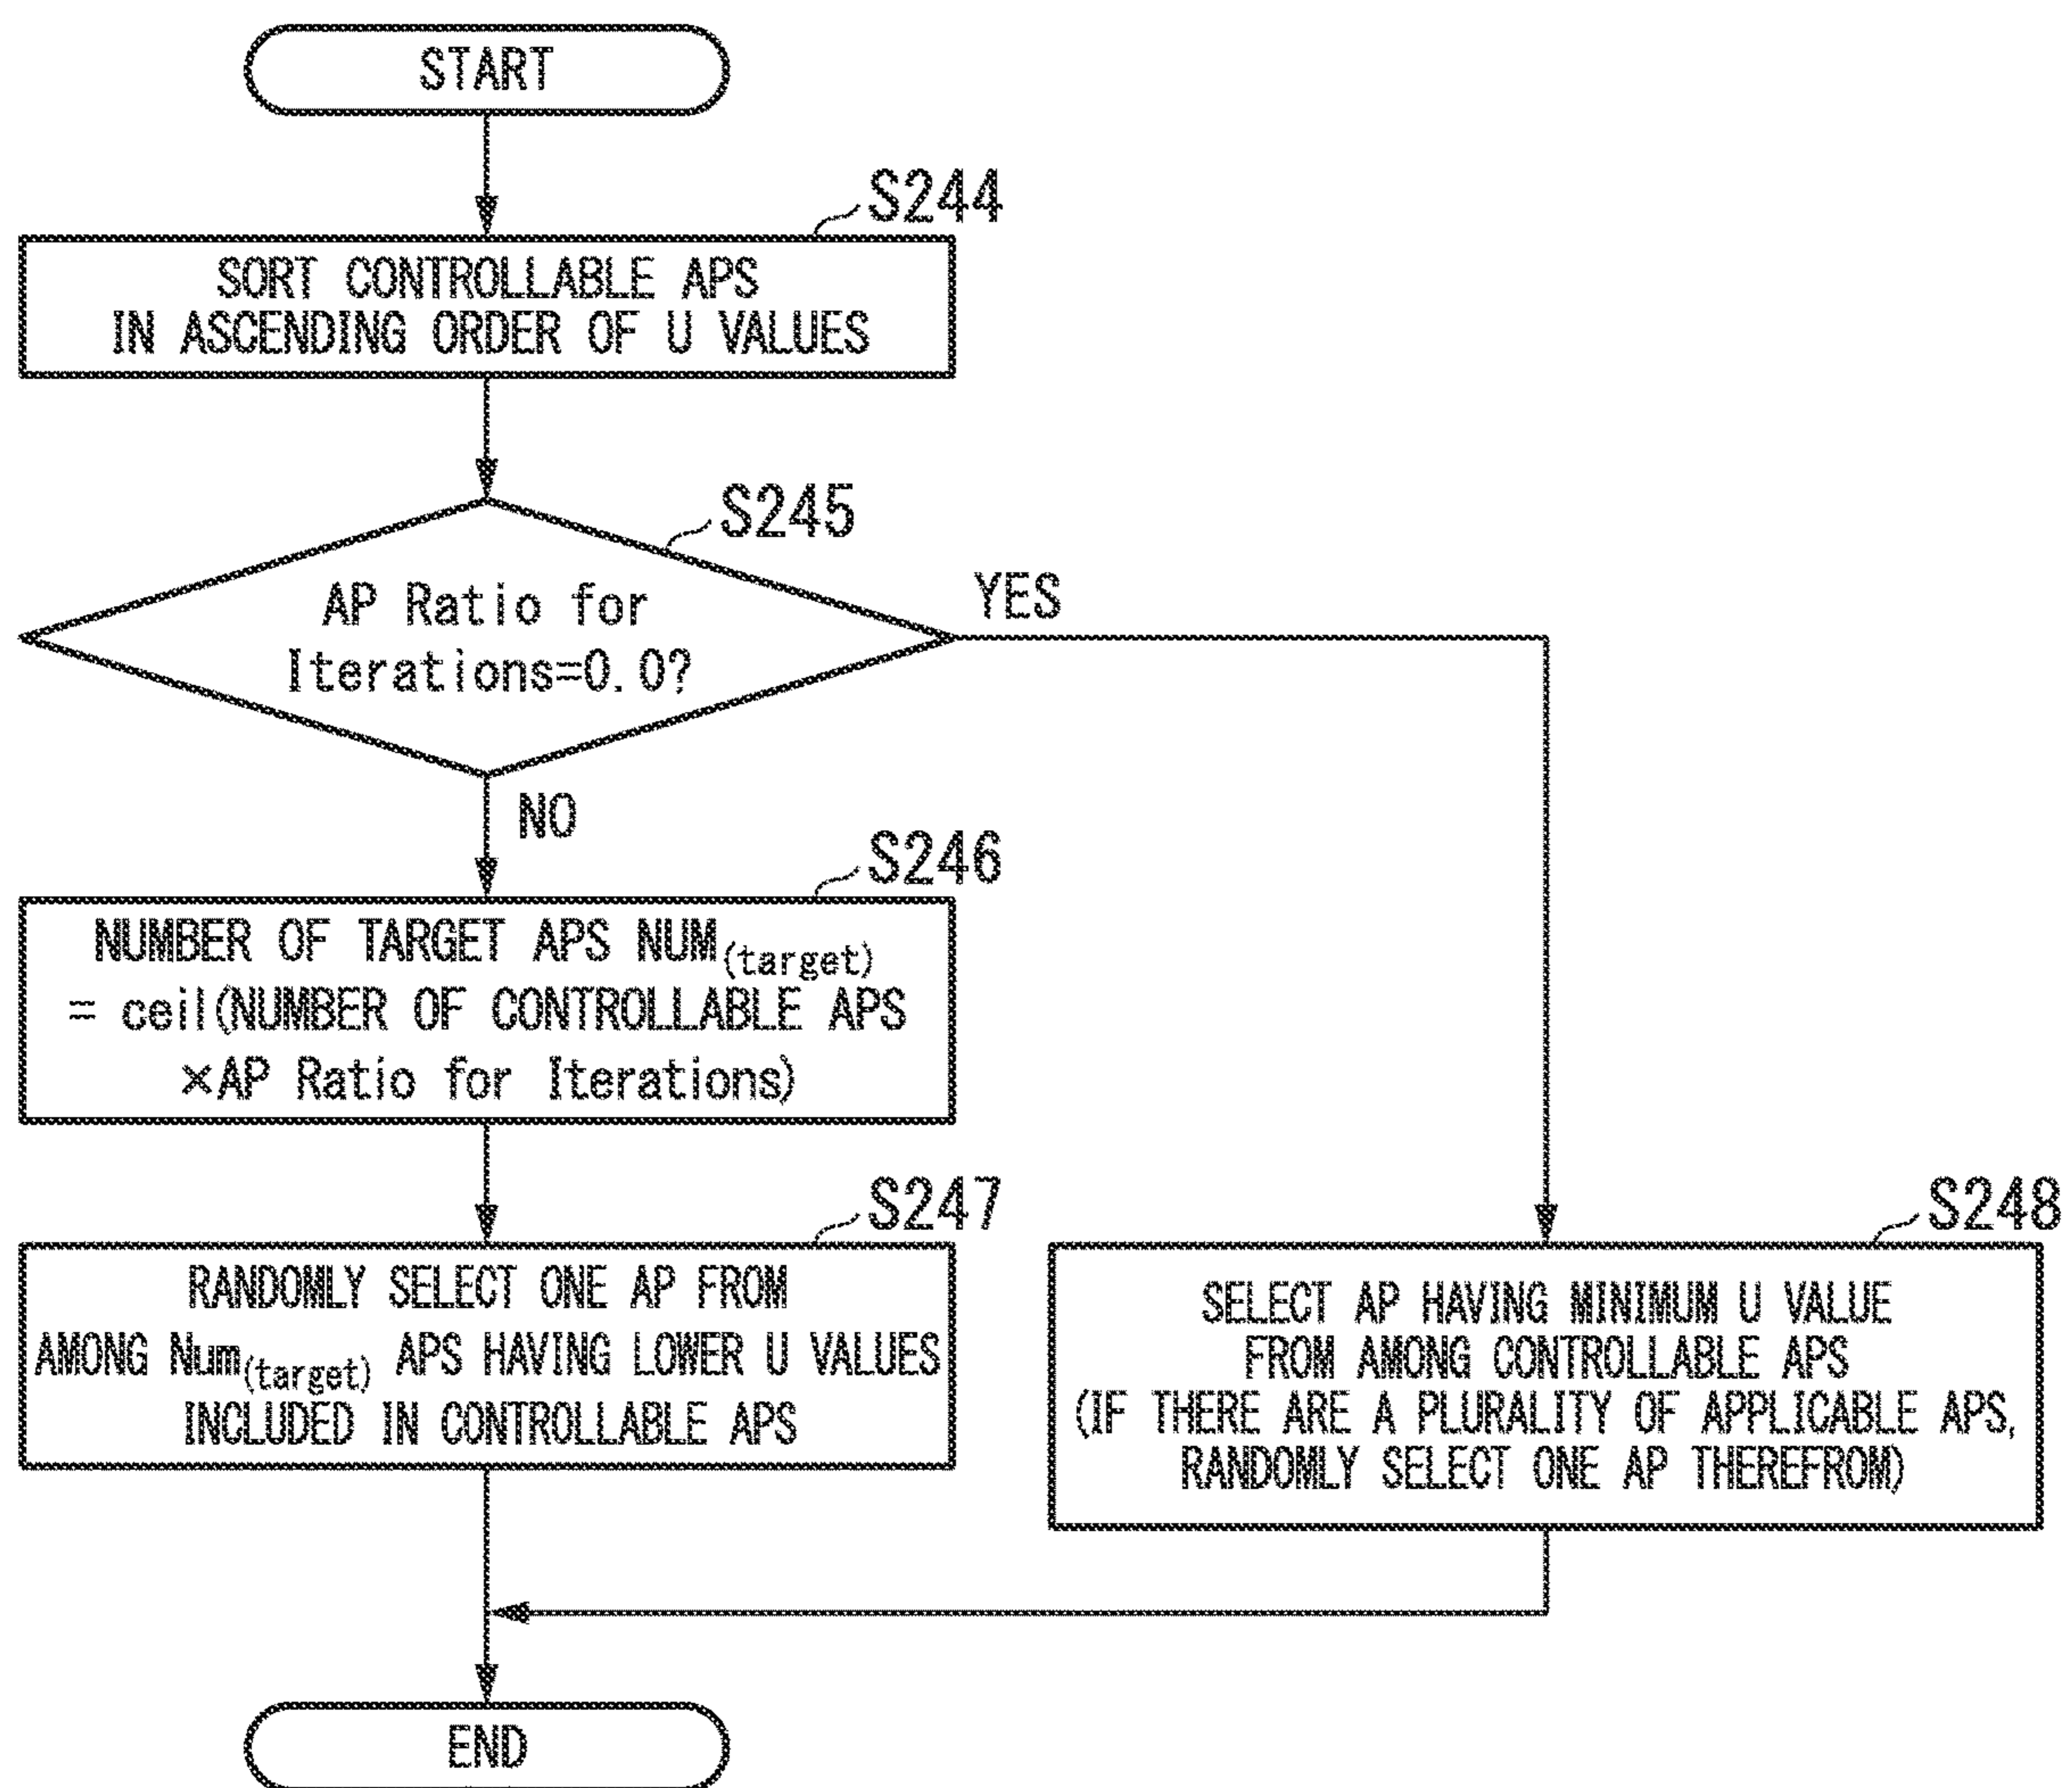 START
S244
SORT CONTROLLABLE APS
IN ASCENDING ORDER OF U VALUES
S245
AP Ratio for
Iterations=0.0?
YES
NO
S246
NUMBER OF TARGET APS NUM(target)
= ceil(NUMBER OF CONTROLLABLE APS
×AP Ratio for Iterations)
S247
RANDOMLY SELECT ONE AP FROM
AMONG Num(target) APS HAVING LOWER U VALUES
INCLUDED IN CONTROLLABLE APS
S248
SELECT AP HAVING MINIMUM U VALUE
FROM AMONG CONTROLLABLE APS
(IF THERE ARE A PLURALITY OF APPLICABLE APS,
RANDOMLY SELECT ONE AP THEREFROM)
END